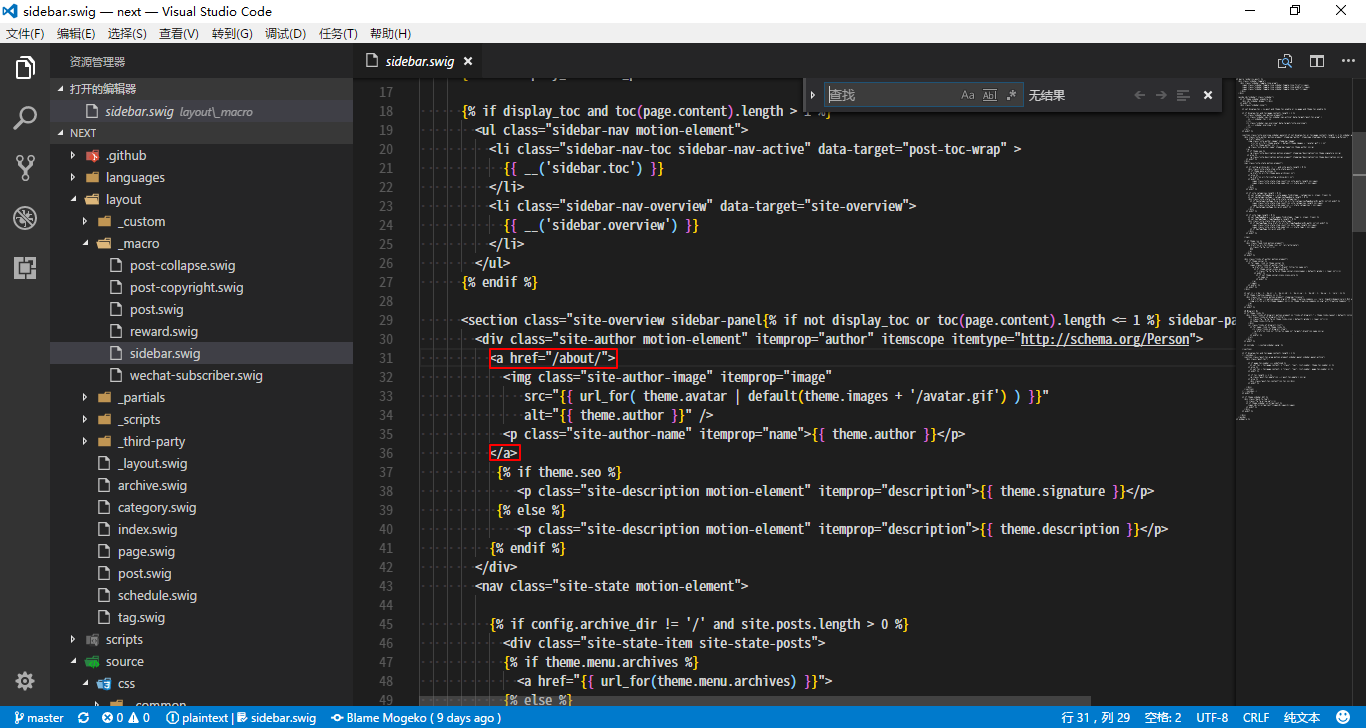 sidebar.swig — next — Visual Studio Code
文件(F) 编辑(E) 选择(S) 查看(V) 转到(G) 调试(D) 任务(T) 帮助(H)
资源管理器
打开的编辑器
sidebar.swig layout\_macro
NEXT
.github
languages
layout
_custom
_macro
post-collapse.swig
post-copyright.swig
post.swig
reward.swig
sidebar.swig
wechat-subscriber.swig
_partials
_scripts
_third-party
_layout.swig
archive.swig
category.swig
index.swig
page.swig
post.swig
schedule.swig
tag.swig
scripts
source
css
_common
sidebar.swig
查找 Aa Abl .* 无结果
17
18 {% if display_toc and toc(page.content).length > 1 %}
19 <ul class="sidebar-nav motion-element">
20 <li class="sidebar-nav-toc sidebar-nav-active" data-target="post-toc-wrap" >
21 {{ __('sidebar.toc') }}
22 </li>
23 <li class="sidebar-nav-overview" data-target="site-overview">
24 {{ __('sidebar.overview') }}
25 </li>
26 </ul>
27 {% endif %}
28
29 <section class="site-overview sidebar-panel{% if not display_toc or toc(page.content).length <= 1 %} sidebar-pa
30 <div class="site-author motion-element" itemprop="author" itemscope itemtype="http://schema.org/Person">
31 <a href="/about/">
32 <img class="site-author-image" itemprop="image"
33 src="{{ url_for( theme.avatar | default(theme.images + '/avatar.gif') ) }}"
34 alt="{{ theme.author }}" />
35 <p class="site-author-name" itemprop="name">{{ theme.author }}</p>
36 </a>
37 {% if theme.seo %}
38 <p class="site-description motion-element" itemprop="description">{{ theme.signature }}</p>
39 {% else %}
40 <p class="site-description motion-element" itemprop="description">{{ theme.description }}</p>
41 {% endif %}
42 </div>
43 <nav class="site-state motion-element">
44
45 {% if config.archive_dir != '/' and site.posts.length > 0 %}
46 <div class="site-state-item site-state-posts">
47 {% if theme.menu.archives %}
48 <a href="{{ url_for(theme.menu.archives) }}">
49 {% else %}
master 0 0 plaintext | sidebar.swig Blame Mogeko ( 9 days ago ) 行 31，列 29 空格: 2 UTF-8 CRLF 纯文本